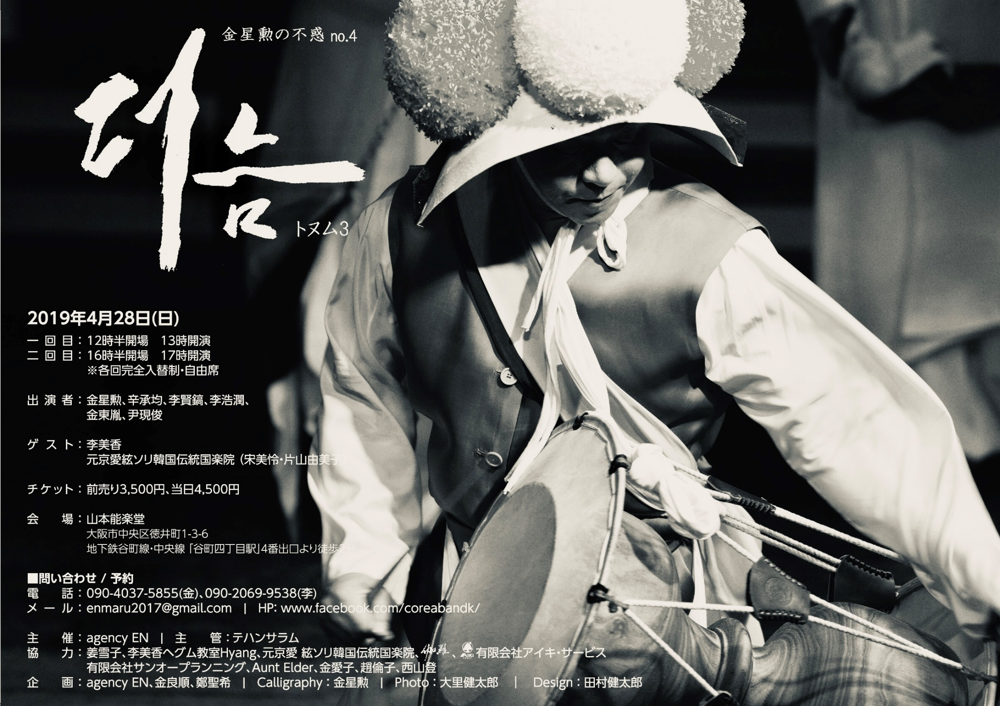 金星勲の不惑 no.4
터늠
トヌム3
2019年4月28日(日)
一回目：12時半開場　13時開演
二回目：16時半開場　17時開演
※各回完全入替制・自由席
出演者：金星勲、辛承均、李賢鎬、李浩潤、
金東胤、尹現俊
ゲスト：李美香
元京愛絃ソリ韓国伝統国楽院（宋美怜・片山由美子）
チケット：前売り3,500円、当日4,500円
会場：山本能楽堂
大阪市中央区徳井町1-3-6
地下鉄谷町線・中央線「谷町四丁目駅」4番出口より徒歩2分
■問い合わせ / 予約
電話：090-4037-5855(金)、090-2069-9538(李)
メール：enmaru2017@gmail.com | HP: www.facebook.com/coreabandk/
主催：agency EN | 主管：テハンサラム
協力：姜雪子、李美香ヘグム教室Hyang、元京愛 絃ソリ韓国伝統国楽院、伽羅、AIKI 有限会社アイキ・サービス
有限会社サンオープランニング、Aunt Elder、金愛子、趙倫子、西山登
企画：agency EN、金良順、鄭聖希 | Calligraphy：金星勲 | Photo：大里健太郎 | Design：田村健太郎